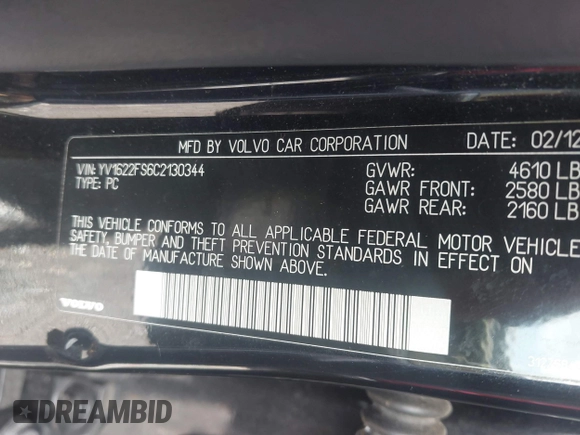 MFD BY VOLVO CAR CORPORATION DATE: 02/12
VIN: YV1622FS6C2130344 GVWR: 4610 LB
TYPE: PC GAWR FRONT: 2580 LB
GAWR REAR: 2160 LB
THIS VEHICLE CONFORMS TO ALL APPLICABLE FEDERAL MOTOR VEHICLE
SAFETY, BUMPER AND THEFT PREVENTION STANDARDS IN EFFECT ON
THE DATE OF MANUFACTURE SHOWN ABOVE.
VOLVO
DREAMBID